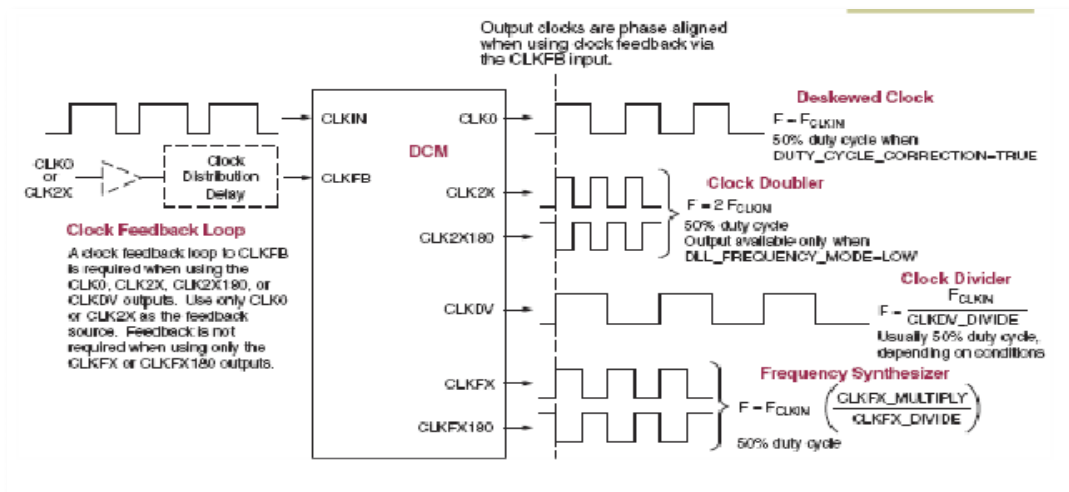 Output clocks are phase aligned
when using clock feedback via
the CLKFB input.
CLKIN
CLK0
or
CLK2X
Clock
Distribution
Delay
CLKFB
Clock Feedback Loop
A clock feedback loop to CLKFB
is required when using the
CLK0, CLK2X, CLK2X180, or
CLKDV outputs. Use only CLK0
or CLK2X as the feedback
source. Feedback is not
required when using only the
CLKFX or CLKFX180 outputs.
DCM
CLK0
CLK2X
CLK2X180
CLKDV
CLKFX
CLKFX180
Deskewed Clock
F = FCLKIN
50% duty cycle when
DUTY_CYCLE_CORRECTION=TRUE
Clock Doubler
F = 2 FCLKIN
50% duty cycle
Output available only when
DLL_FREQUENCY_MODE=LOW
Clock Divider
F = FCLKIN
CLKDV_DIVIDE
Usually 50% duty cycle,
depending on conditions
Frequency Synthesizer
F = FCLKIN (CLKFX_MULTIPLY
CLKFX_DIVIDE)
50% duty cycle